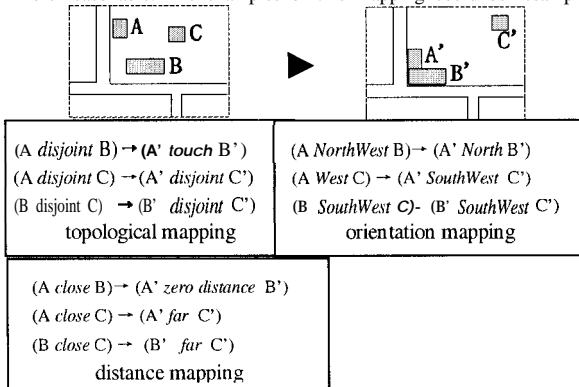 A
C
B
C'
A'
B'
(A disjoint B) → (A' touch B')
(A disjoint C) → (A' disjoint C')
(B disjoint C) → (B' disjoint C')
topological mapping
(A NorthWest B) → (A' North B')
(A West C) → (A' SouthWest C')
(B SouthWest C)- (B' SouthWest C')
orientation mapping
(A close B) → (A' zero distance B')
(A close C) → (A' far C')
(B close C) → (B' far C')
distance mapping